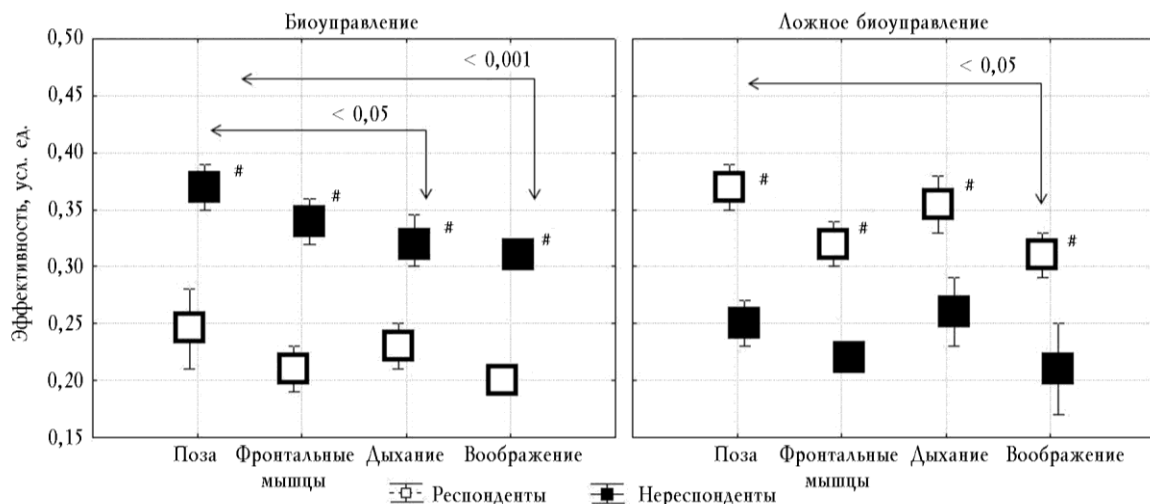 Биоуправление
Ложное биоуправление
Эффективность, усл. ед.
0,50
0,45
0,40
0,35
0,30
0,25
0,20
0,15
< 0,001
< 0,05
# # # #
< 0,05
# # # #
Поза Фронтальные мышцы Дыхание Воображение
Поза Фронтальные мышцы Дыхание Воображение
Респонденты Нереспонденты